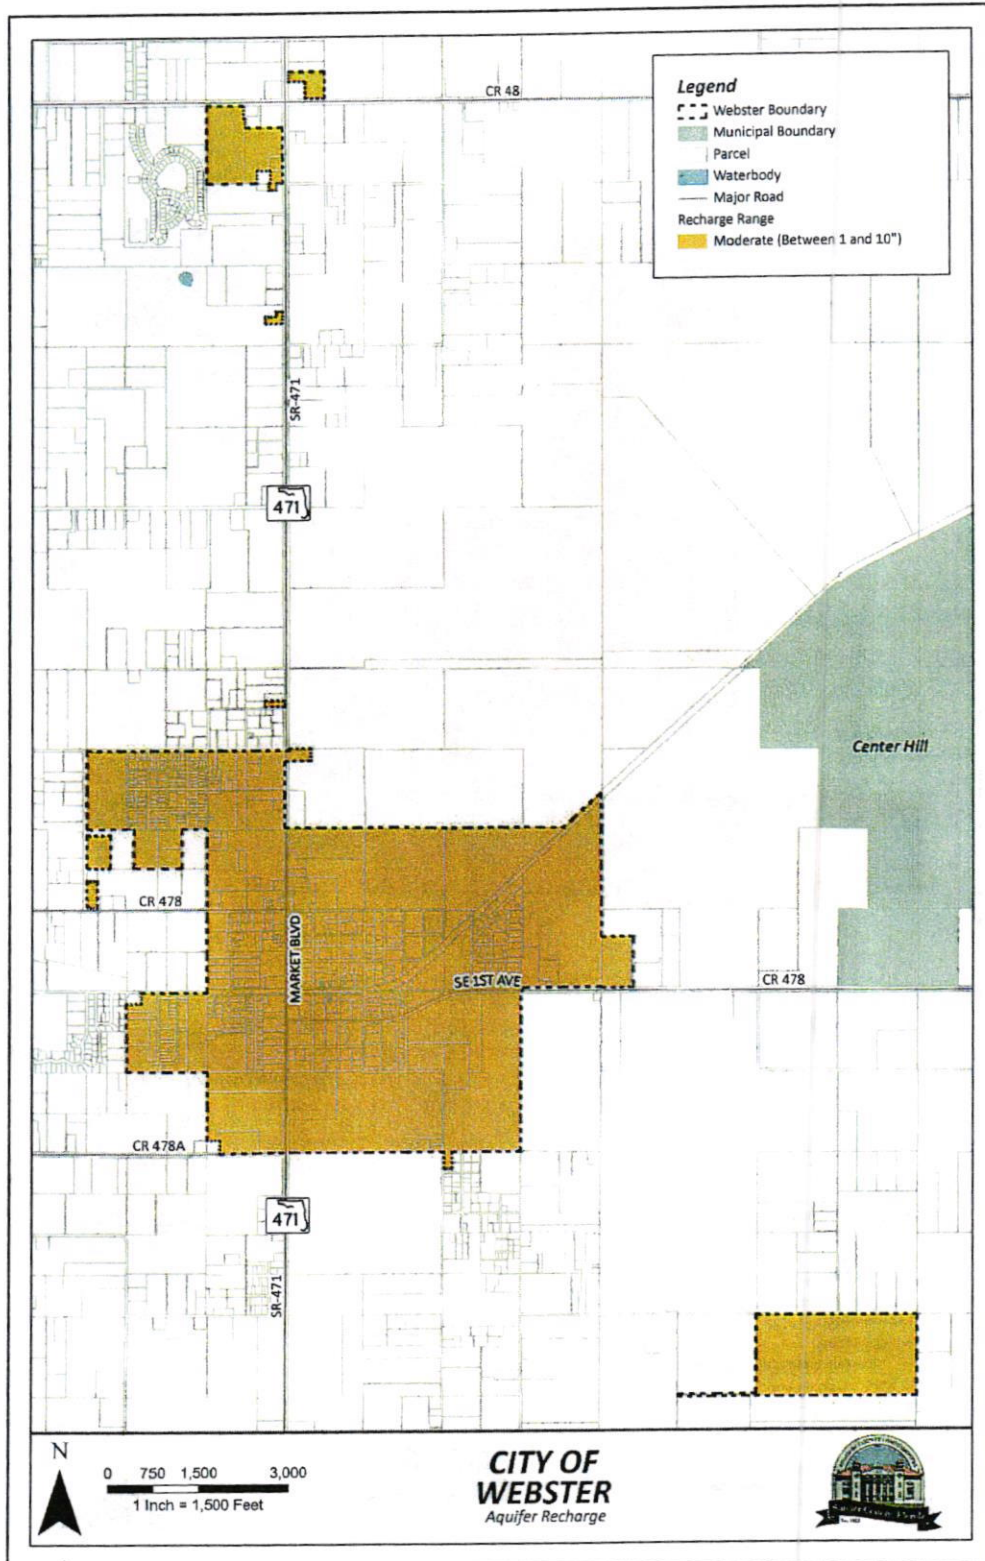 CR 48
Legend
Webster Boundary
Municipal Boundary
Parcel
Waterbody
Major Road
Recharge Range
Moderate (Between 1 and 10")
SR-471
471
Center Hill
CR 478
MARKET BLVD
SE 1ST AVE
CR 478
CR 478A
471
SR-471
N
0 750 1,500 3,000
1 Inch = 1,500 Feet
CITY OF
WEBSTER
Aquifer Recharge